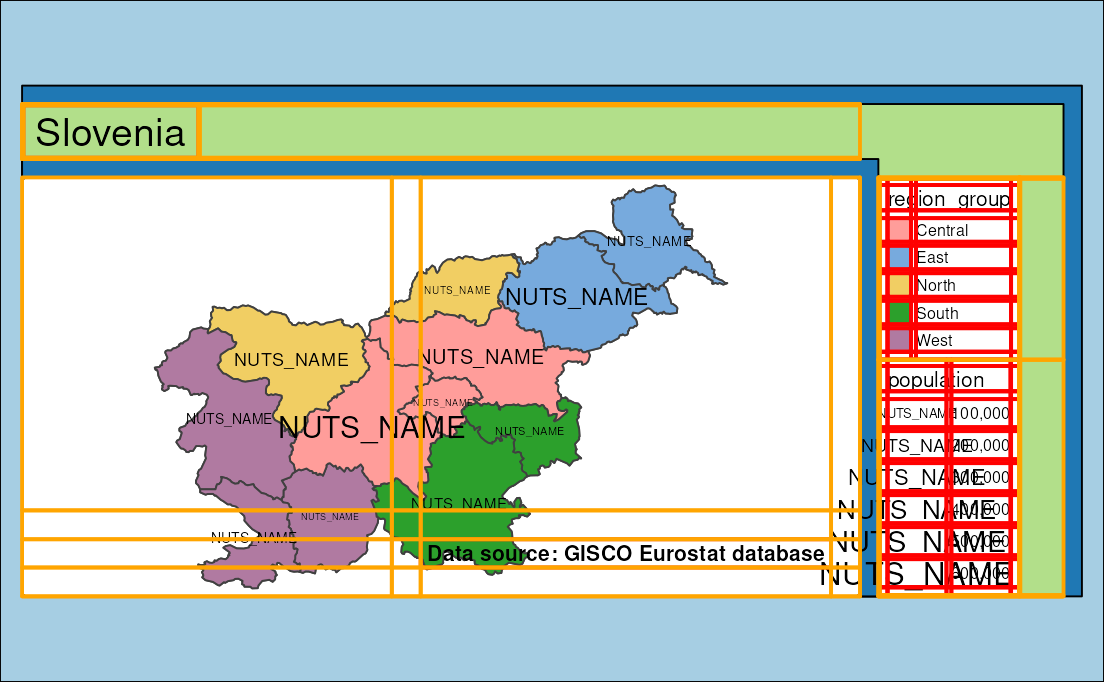 Slovenia
NUTS_NAME
NUTS_NAME
NUTS_NAME
NUTS_NAME
NUTS_NAME
NUTS_NAME
NUTS_NAME
NUTS_NAME
NUTS_NAME
NUTS_NAME
NUTS_NAME
NUTS_NAME
Data source: GISCO Eurostat database
region_group
Central
East
North
South
West
population
NUTS_NAME 100,000
NUTS_NAME 200,000
NUTS_NAME 300,000
NUTS_NAME 400,000
NUTS_NAME 500,000
NUTS_NAME 600,000